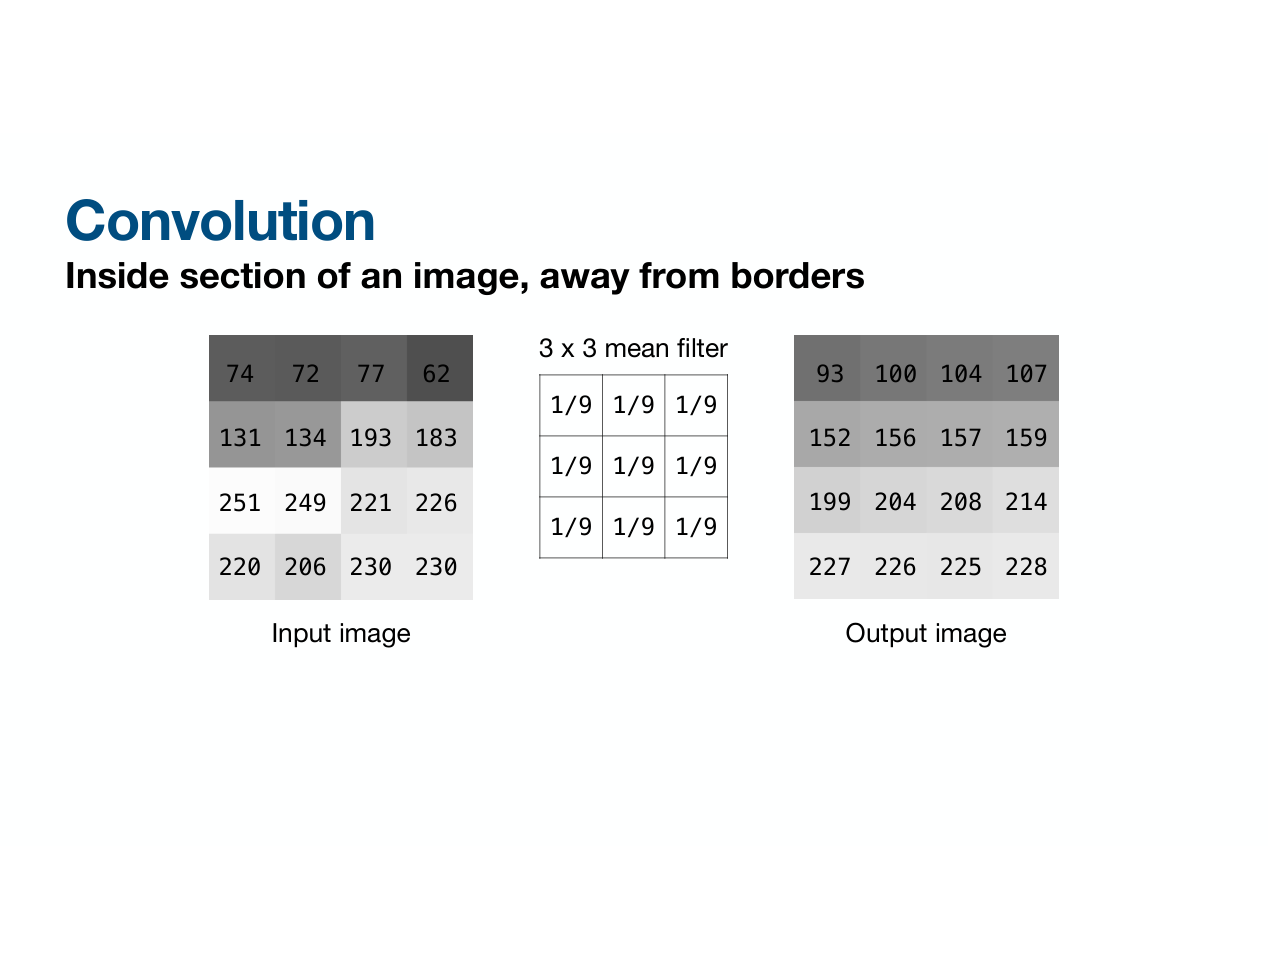 Convolution
Inside section of an image, away from borders
74 72 77 62
131 134 193 183
251 249 221 226
220 206 230 230
Input image
3 x 3 mean filter
1/9 1/9 1/9
1/9 1/9 1/9
1/9 1/9 1/9
93 100 104 107
152 156 157 159
199 204 208 214
227 226 225 228
Output image